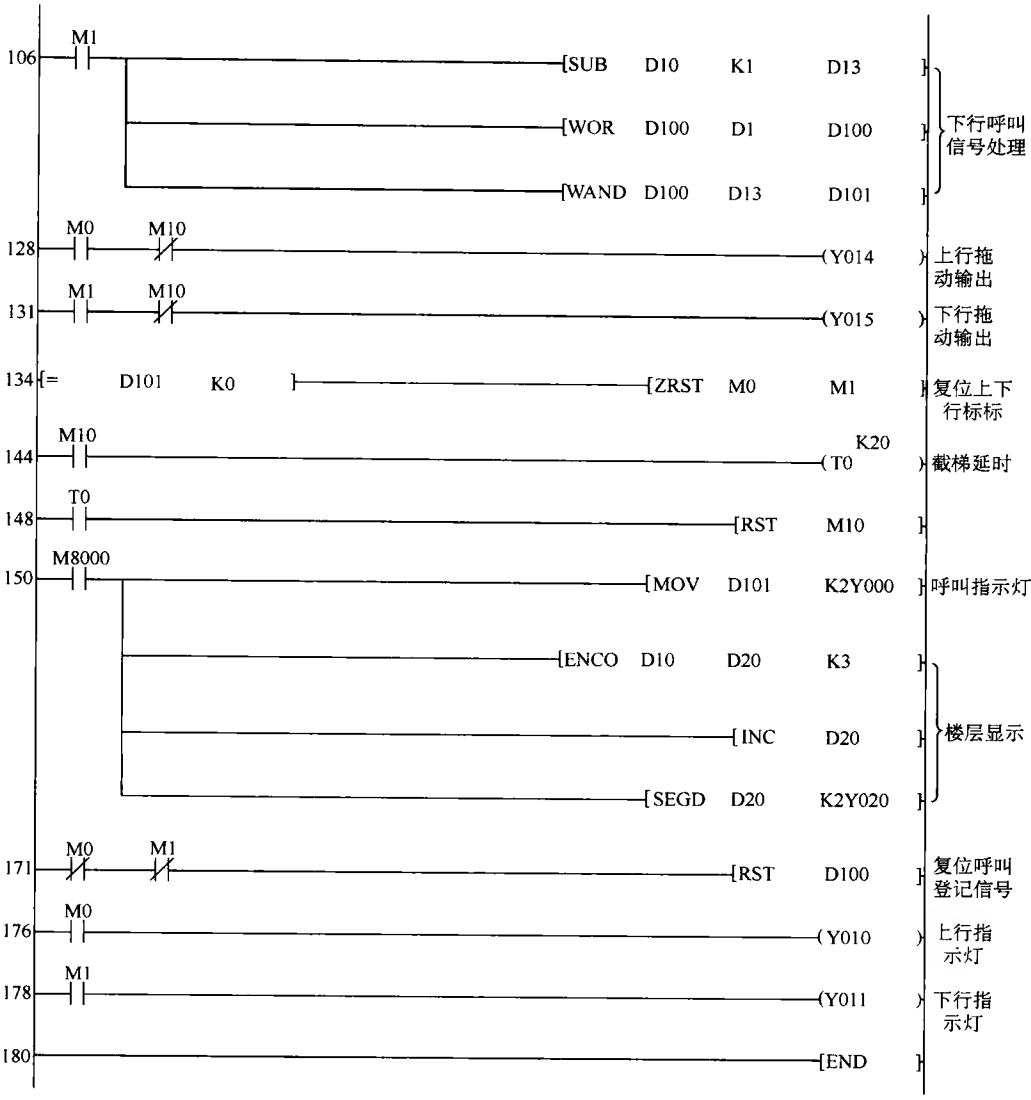 M1
106 [SUB D10 K1 D13 ]
[WOR D100 D1 D100 ]
[WAND D100 D13 D101 ]
下行呼叫
信号处理
M0 M10
128 (Y014 )
上行拖
动输出
M1 M10
131 (Y015 )
下行拖
动输出
134 [= D101 K0 ] [ZRST M0 M1 ]
复位上下
行标标
M10 K20
144 (T0 ) 截梯延时
T0
148 [RST M10 ]
M8000
150 [MOV D101 K2Y000 ] 呼叫指示灯
[ENCO D10 D20 K3 ]
[INC D20 ] 楼层显示
[SEGD D20 K2Y020 ]
M0 M1
171 [RST D100 ]
复位呼叫
登记信号
M0
176 (Y010 )
上行指
示灯
M1
178 (Y011 )
下行指
示灯
180 [END ]